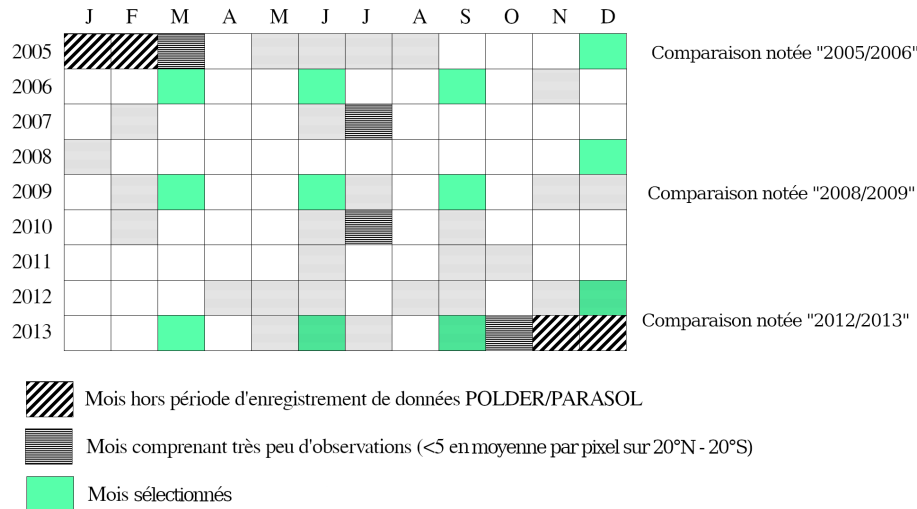 J F M A M J J A S O N D
2005 Comparaison notée "2005/2006"
2006
2007
2008
2009 Comparaison notée "2008/2009"
2010
2011
2012
2013 Comparaison notée "2012/2013"
Mois hors période d'enregistrement de données POLDER/PARASOL
Mois comprenant très peu d'observations (<5 en moyenne par pixel sur 20°N - 20°S)
Mois sélectionnés